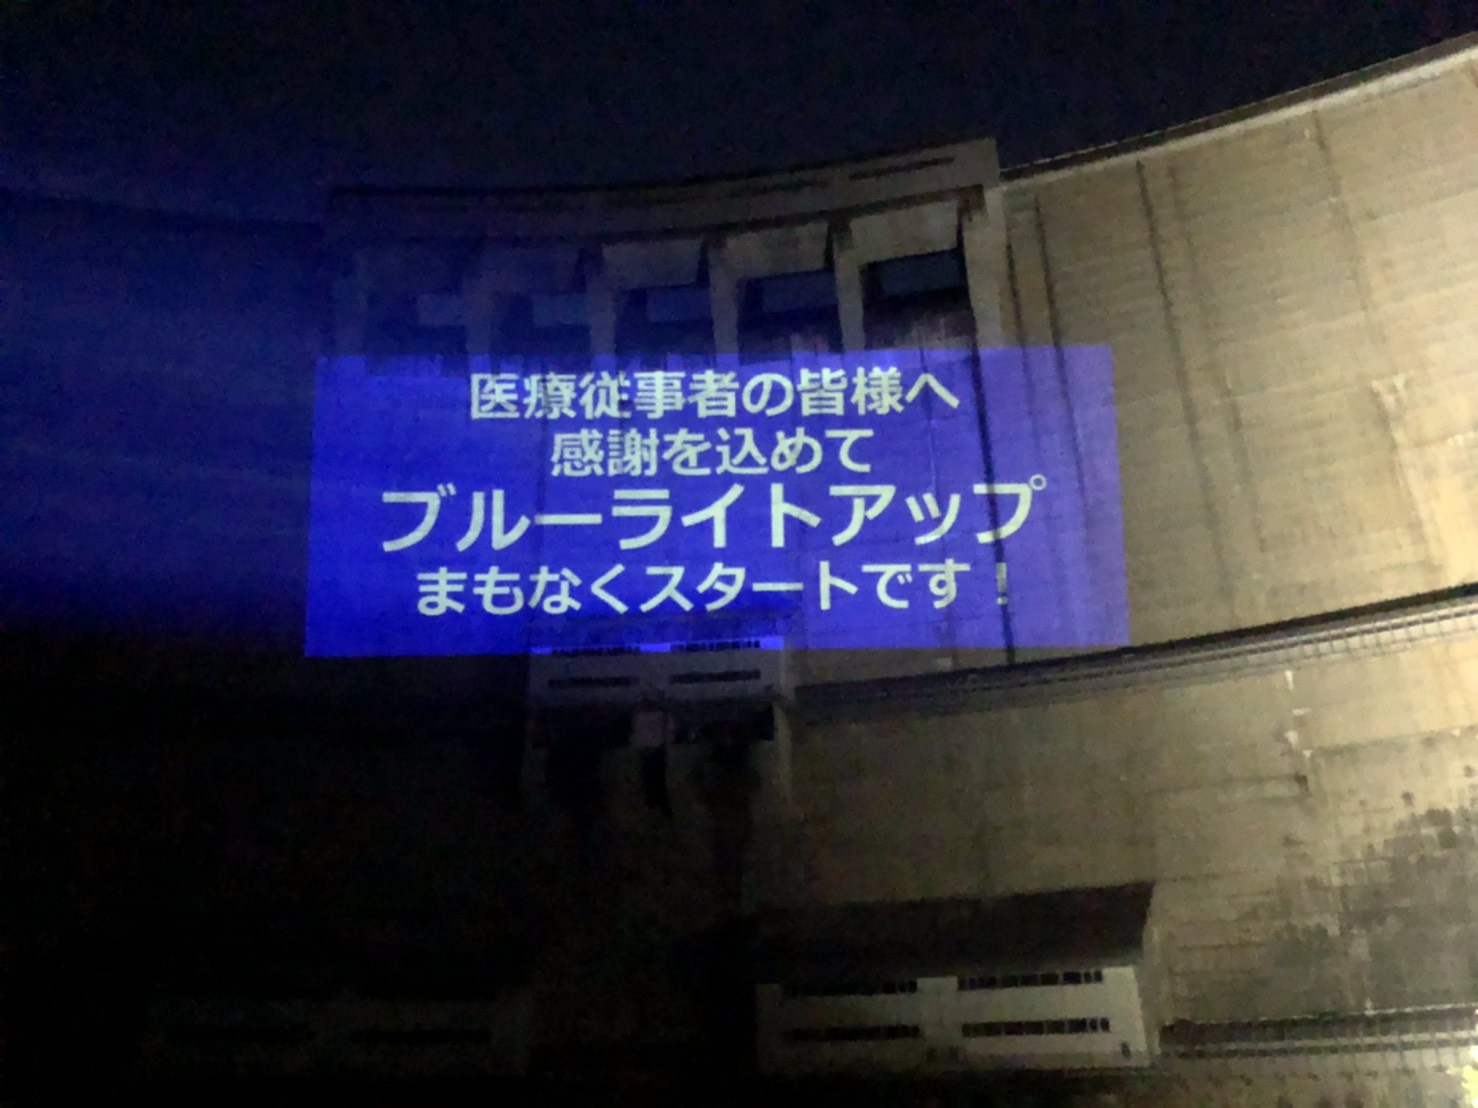 医療従事者の皆様へ
感謝を込めて
ブルーライトアップ
まもなくスタートです！